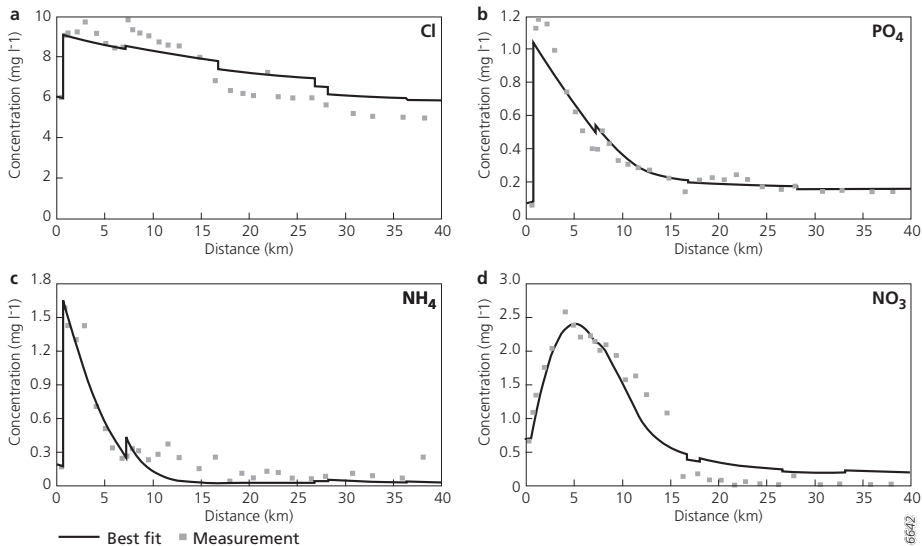 a
Cl
Concentration (mg l-1)
10
8
6
4
2
0
0 5 10 15 20 25 30 35 40
Distance (km)
b
PO4
Concentration (mg l-1)
1.2
1.0
0.8
0.6
0.4
0.2
0
0 5 10 15 20 25 30 35 40
Distance (km)
c
NH4
Concentration (mg l-1)
1.8
1.5
1.2
0.9
0.6
0.3
0
0 5 10 15 20 25 30 35 40
Distance (km)
d
NO3
Concentration (mg l-1)
3.0
2.5
2.0
1.5
1.0
0.5
0
0 5 10 15 20 25 30 35 40
Distance (km)
Best fit Measurement
6642